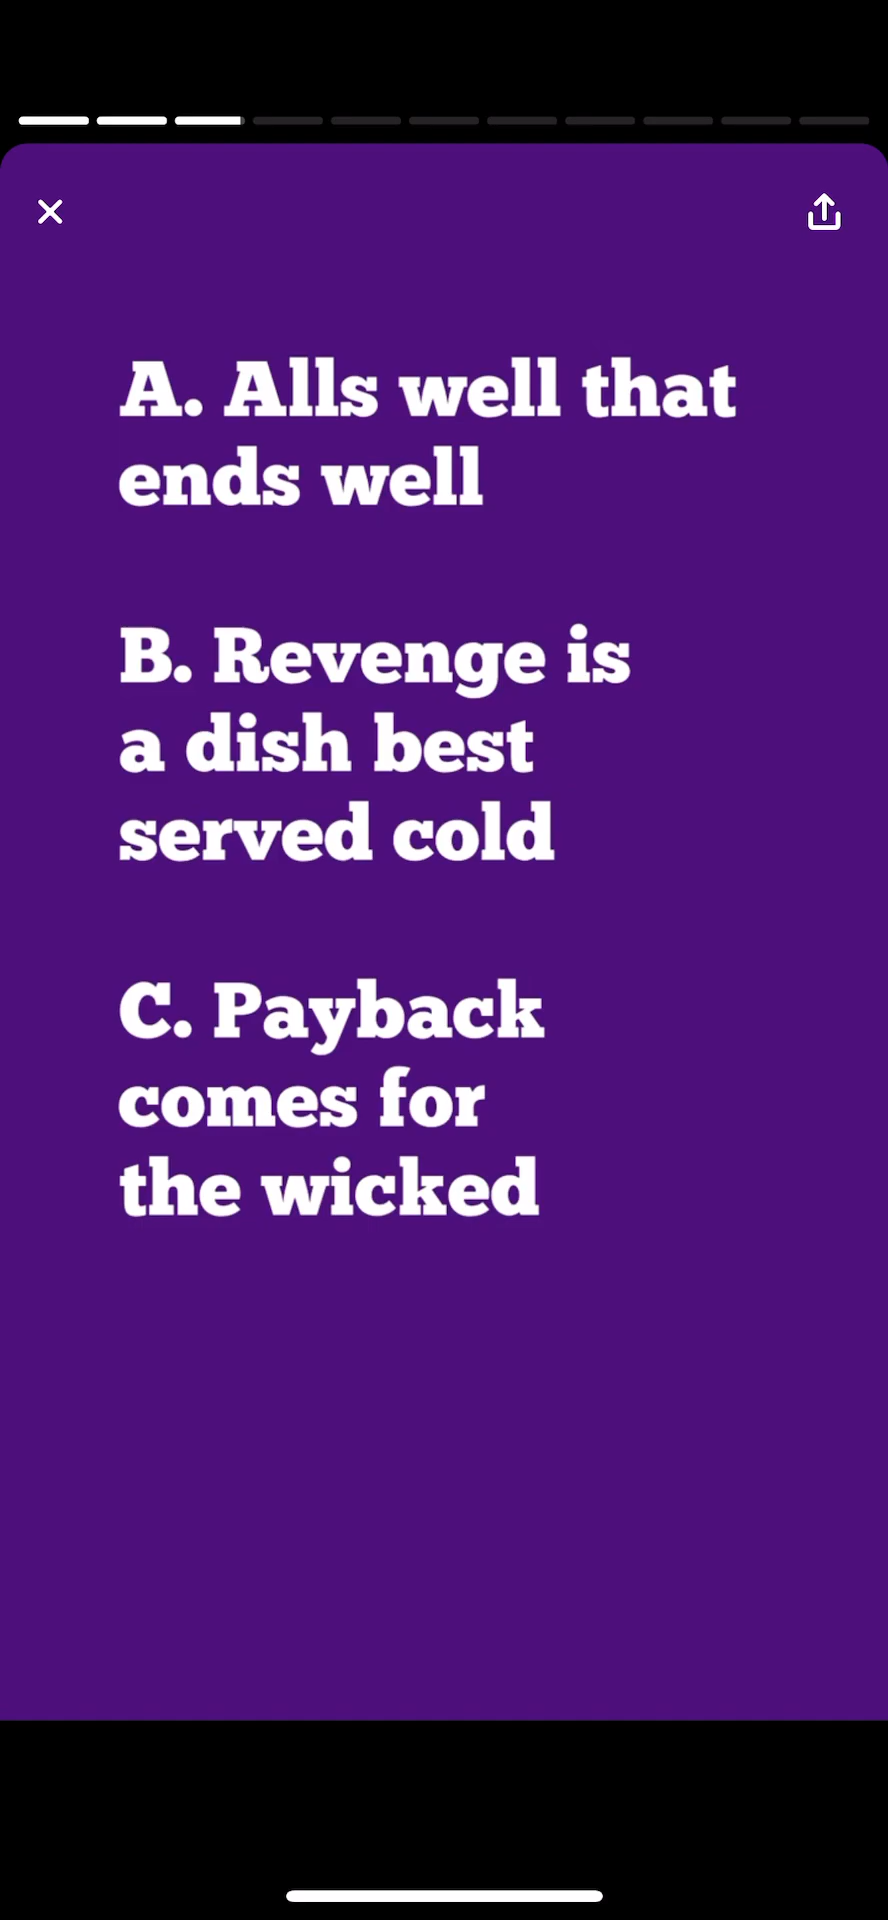 A. Alls well that
ends well
B. Revenge is
a dish best
served cold
C. Payback
comes for
the wicked